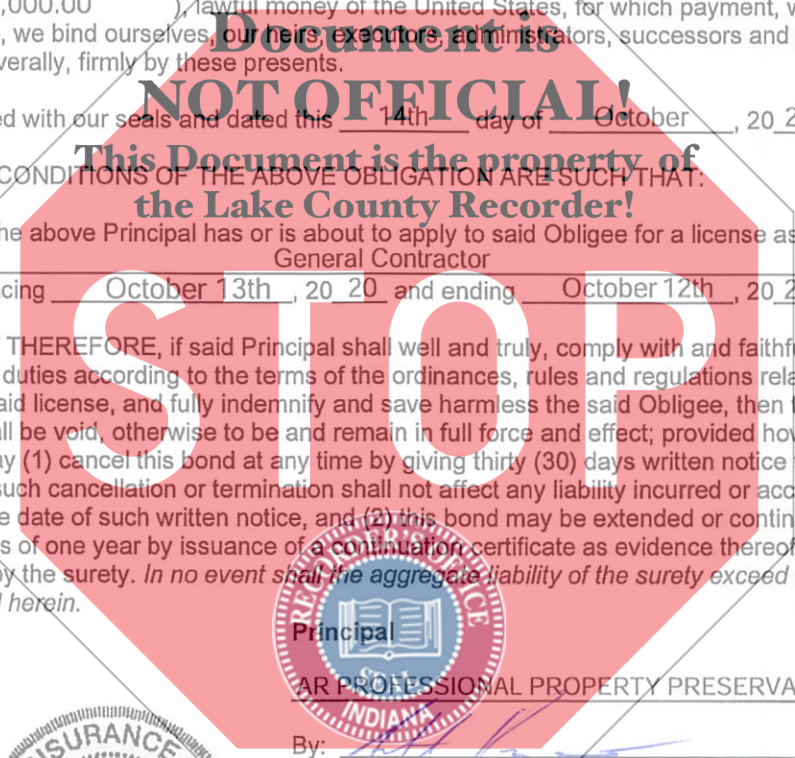 ,000.00 ), lawful money of the United States, for which payment, w
, we bind ourselves, our heirs, executors, administrators, successors and
verally, firmly by these presents.
Document is
NOT OFFICIAL!
ed with our seals and dated this 14th day of October , 20 2
This Document is the property of
the Lake County Recorder!
CONDITIONS OF THE ABOVE OBLIGATION ARE SUCH THAT:
he above Principal has or is about to apply to said Obligee for a license as
General Contractor
ncing October 13th , 20 20 and ending October 12th , 20 2
STOP
THEREFORE, if said Principal shall well and truly, comply with and faithfu
duties according to the terms of the ordinances, rules and regulations rela
aid license, and fully indemnify and save harmless the said Obligee, then t
all be void, otherwise to be and remain in full force and effect; provided how
ay (1) cancel this bond at any time by giving thirty (30) days written notice
such cancellation or termination shall not affect any liability incurred or acc
e date of such written notice, and (2) this bond may be extended or contin
s of one year by issuance of a continuation certificate as evidence thereof
by the surety. In no event shall the aggregate liability of the surety exceed
d herein.
RECORDER'S OFFICE
SEAL
INDIANA
Principal
AR PROFESSIONAL PROPERTY PRESERVA
INSURANCE
By: